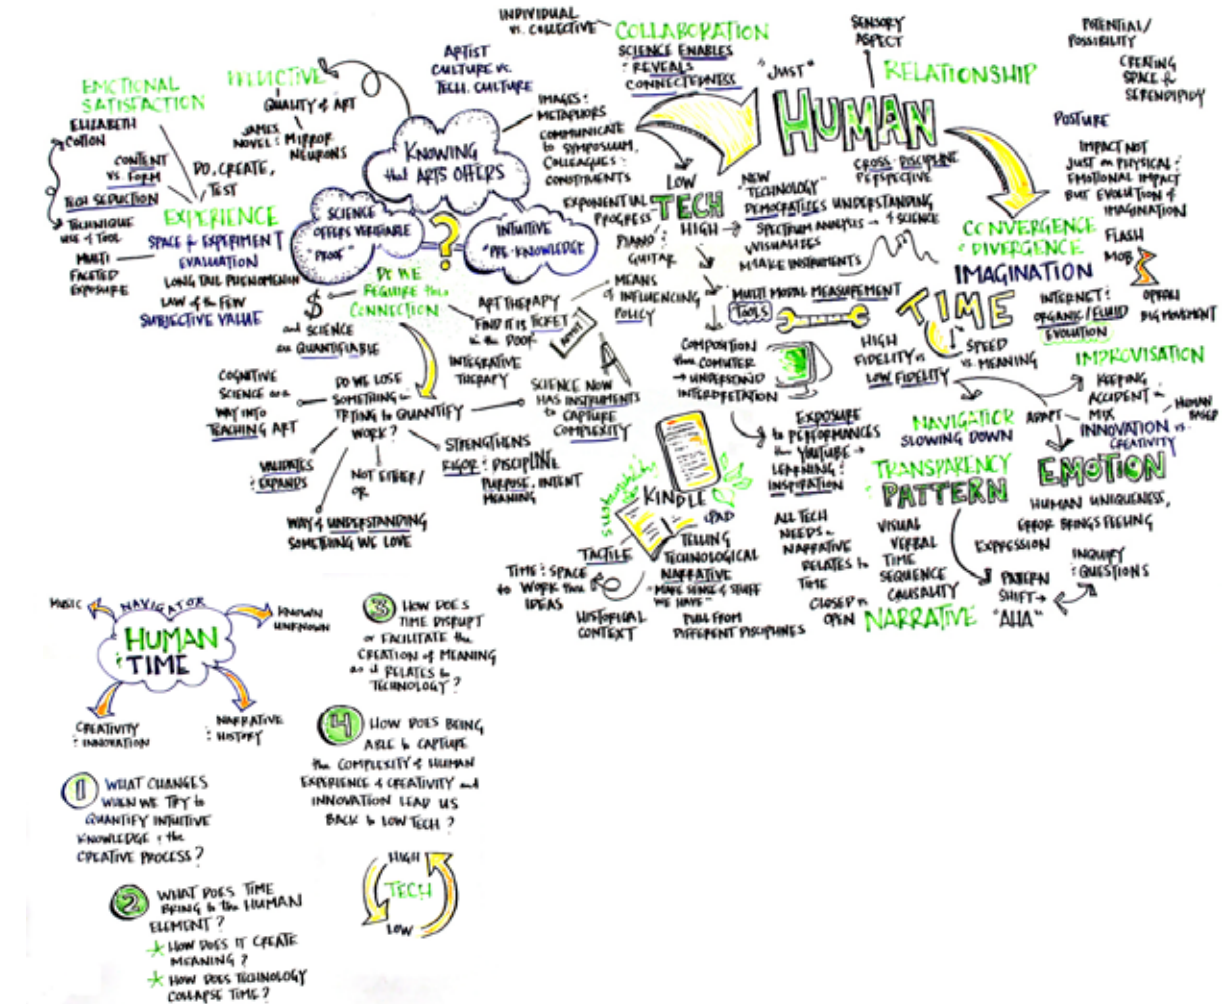 INDIVIDUAL
vs. COLLECTIVE
COLLABORATION
SCIENCE ENABLES
: REVEALS
CONNECTEDNESS
ARTIST
CULTURE vs.
TECH. CULTURE
IMAGES :
METAPHORS
COMMUNICATE
to SYMPOSIUM,
COLLEAGUES :
CONSTITUENTS
EMOTIONAL
SATISFACTION
ELIZABETH
QUALITY of ART
JAMES
NOVEL :
MIRROR
NEURONS
CONTENT
vs. FORM
DO, CREATE,
TEST
TECH SEDUCTION
TECHNIQUE
USE of TOOL
MULTI
FACETED
EXPOSURE
EXPERIENCE
SPACE & EXPERIMENT
EVALUATION
LONG TAIL PHENOMENON
LAW of the FEW
SUBJECTIVE VALUE
KNOWING
that ARTS OFFERS
SCIENCE
OFFERS VERIFIABLE
"PROOF"
?
INTUITIVE
"PRE-KNOWLEDGE"
DO WE
REQUIRE this
CONNECTION
$
and SCIENCE
are QUANTIFIABLE
ART THERAPY
FIND IT IS TICKET
in the DOOR
ARTIST
INTEGRATIVE
THERAPY
MEANS
of INFLUENCING
POLICY
COGNITIVE
SCIENCE as a
WAY INTO
TEACHING ART
DO WE LOSE
SOMETHING in
TRYING to QUANTIFY
WORK?
SCIENCE NOW
HAS INSTRUMENTS
to CAPTURE
COMPLEXITY
VALIDATES
: EXPANDS
NOT EITHER/
OR
STRENGTHENS
RIGOR : DISCIPLINE
PURPOSE, INTENT
MEANING
WAY of UNDERSTANDING
SOMETHING WE LOVE
"JUST"
HUMAN
SENSORY
ASPECT
RELATIONSHIP
CROSS-DISCIPLINE
PERSPECTIVE
POTENTIAL/
POSSIBILITY
CREATING
SPACE &
SERENDIPITY
POSTURE
IMPACT NOT
JUST on PHYSICAL :
EMOTIONAL IMPACT
BUT EVOLUTION of
IMAGINATION
LOW
TECH
HIGH
EXPONENTIAL
PROGRESS
PIANO :
GUITAR
NEW
"TECHNOLOGY"
DEMOCRATIZES UNDERSTANDING
of SCIENCE
SPECTRUM ANALYSIS
VISUALIZES
MAKE INSTRUMENTS
MULTI MODAL MEASUREMENT
TOOLS
COMPOSITION
thru COMPUTER
→ UNDERSTAND
INTERPRETATION
EXPOSURE
to PERFORMANCES
thru YOUTUBE →
LEARNING :
INSPIRATION
CONVERGENCE
: DIVERGENCE
IMAGINATION
TIME
FLASH
MOB
INTERNET :
ORGANIC/FLUID
EVOLUTION
BIG MOVEMENT
IMPROVISATION
HIGH
FIDELITY vs
LOW FIDELITY
SPEED
vs. MEANING
KEEPING
ACCIDENT in
MIX
ADAPT
HUMAN
BASED
INNOVATION vs.
CREATIVITY
NAVIGATION
SLOWING DOWN
TRANSPARENCY
PATTERN
EMOTION
HUMAN UNIQUENESS,
ERROR BRINGS FEELING
EXPRESSION
VISUAL
VERBAL
TIME
SEQUENCE
CAUSALITY
PATTERN
SHIFT →
"AHA"
INQUIRY
: QUESTIONS
ALL TECH
NEEDS a
NARRATIVE
RELATES to
TIME
CLOSED vs
OPEN
NARRATIVE
sustainability
KINDLE
iPAD
TACTILE
TELLING
TECHNOLOGICAL
NARRATIVE
"MAKE SENSE of STUFF
WE HAVE"
TIME : SPACE
to WORK thru
IDEAS
HISTORICAL
CONTEXT
PULL FROM
DIFFERENT DISCIPLINES
MUSIC
NAVIGATOR
KNOWN
UNKNOWN
HUMAN
: TIME
CREATIVITY
: INNOVATION
NARRATIVE
: HISTORY
1 WHAT CHANGES
WHEN WE TRY to
QUANTIFY INTUITIVE
KNOWLEDGE : the
CREATIVE PROCESS?
2 WHAT DOES TIME
BRING to the HUMAN
ELEMENT?
* HOW DOES IT CREATE
MEANING?
* HOW DOES TECHNOLOGY
COLLAPSE TIME?
3 HOW DOES
TIME DISRUPT
or FACILITATE the
CREATION of MEANING
as it RELATES to
TECHNOLOGY?
4 HOW DOES BEING
ABLE to CAPTURE
the COMPLEXITY of HUMAN
EXPERIENCE of CREATIVITY and
INNOVATION LEAD US
BACK to LOW TECH?
HIGH
TECH
LOW